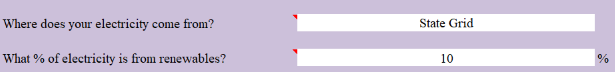 Where does your electricity come from? State Grid
What % of electricity is from renewables? 10 %